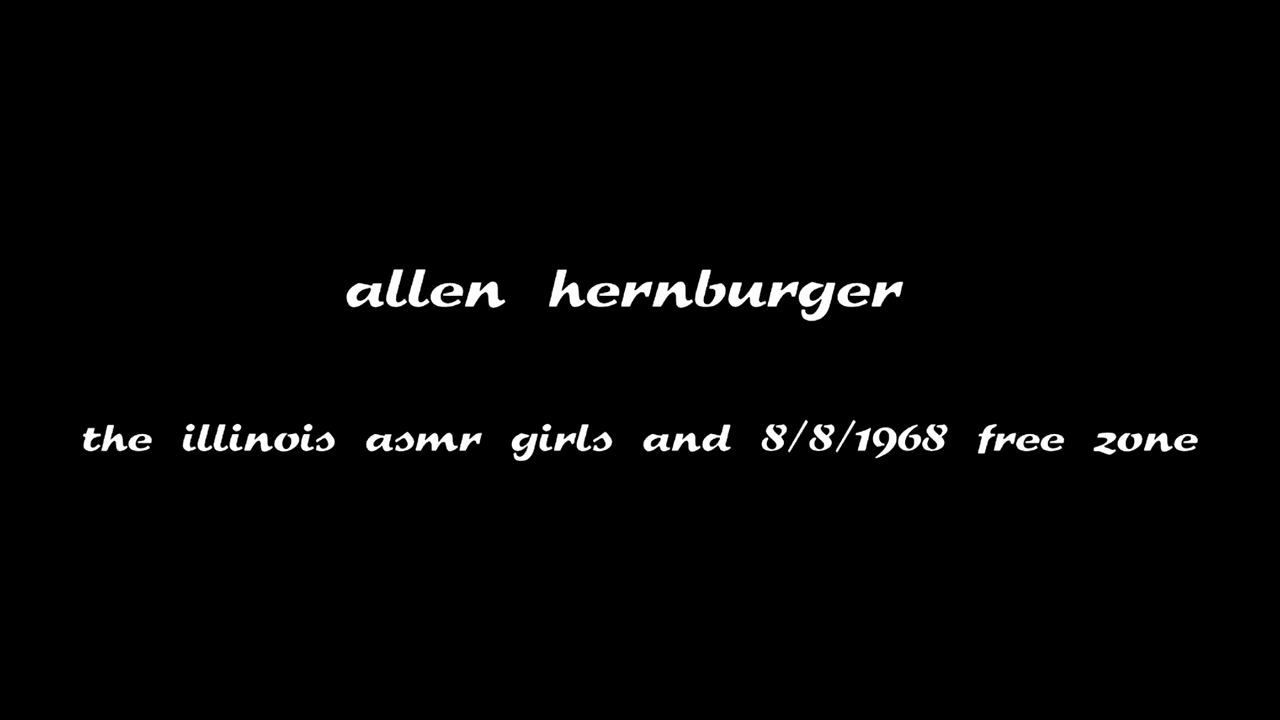 allen hernburger
the illinois asmr girls and 8/8/1968 free zone